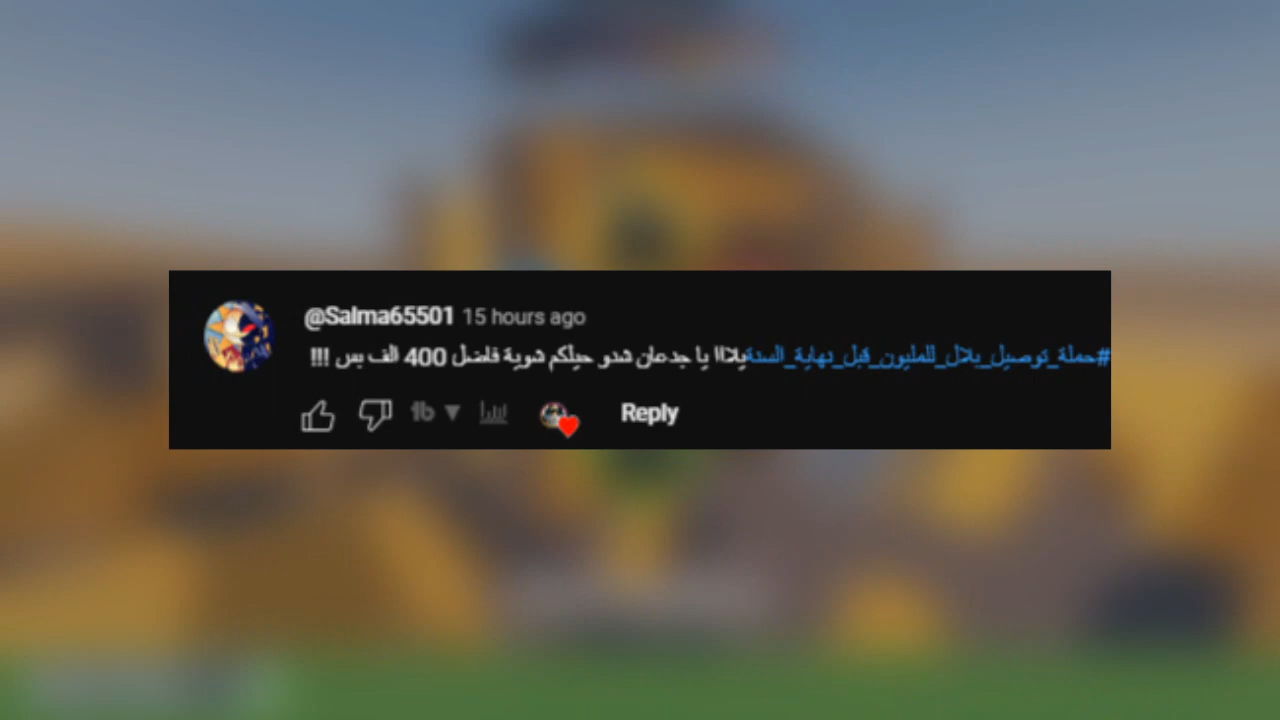 @Salma65501 15 hours ago
#حملة_توصيل_بلال_للمليون_قبل_نهاية_السنةيلااا يا جدعان شدو حيلكم شوية فاضل 400 الف بس !!!
Reply